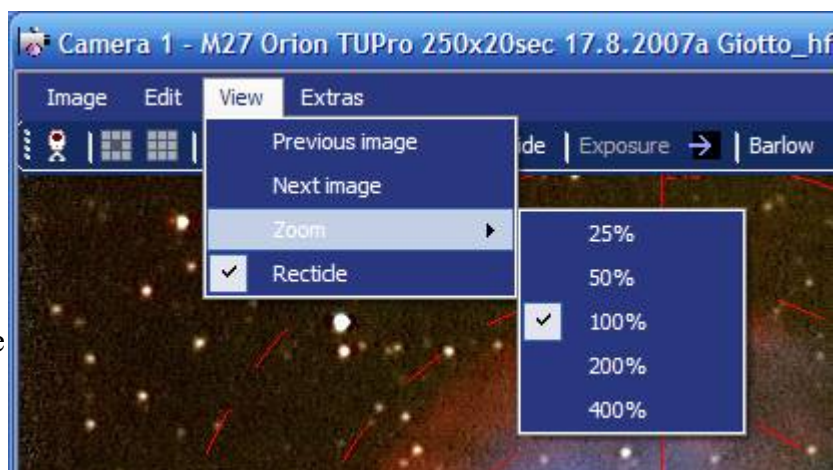 Camera 1 - M27 Orion TUPro 250x20sec 17.8.2007a Giotto_hf
Image Edit View Extras
Previous image
ide Exposure Barlow
Next image
Zoom
25%
Recticle
50%
100%
e
200%
400%